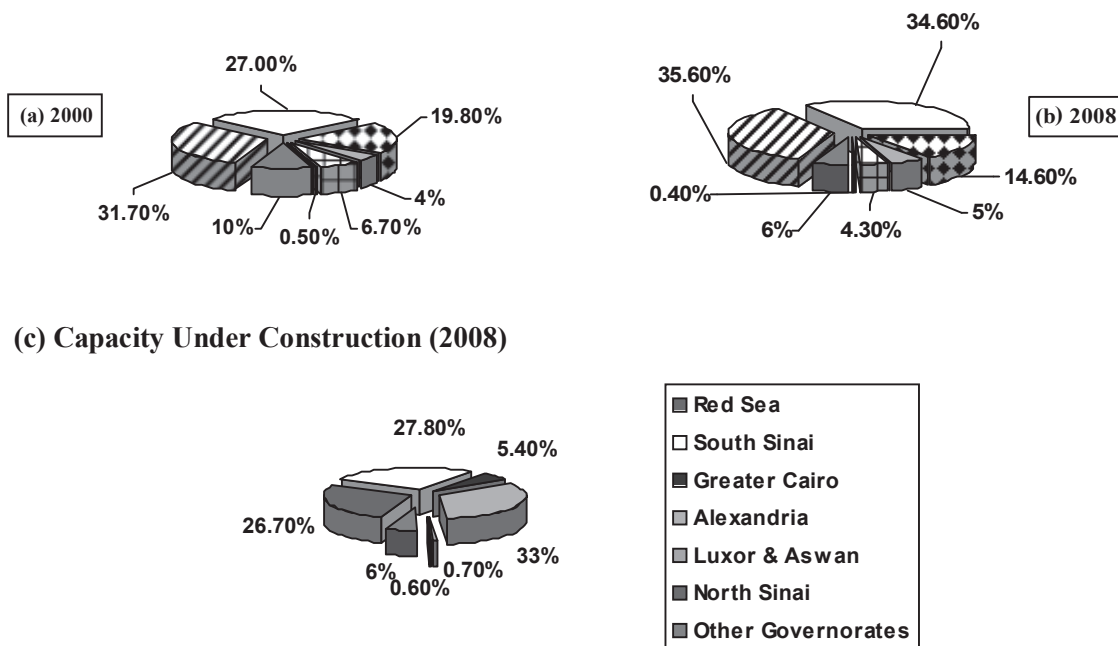 (a) 2000
27.00%
19.80%
4%
6.70%
0.50%
10%
31.70%
(b) 2008
34.60%
35.60%
14.60%
5%
4.30%
6%
0.40%
(c) Capacity Under Construction (2008)
27.80%
5.40%
33%
0.70%
0.60%
6%
26.70%
Red Sea
South Sinai
Greater Cairo
Alexandria
Luxor & Aswan
North Sinai
Other Governorates